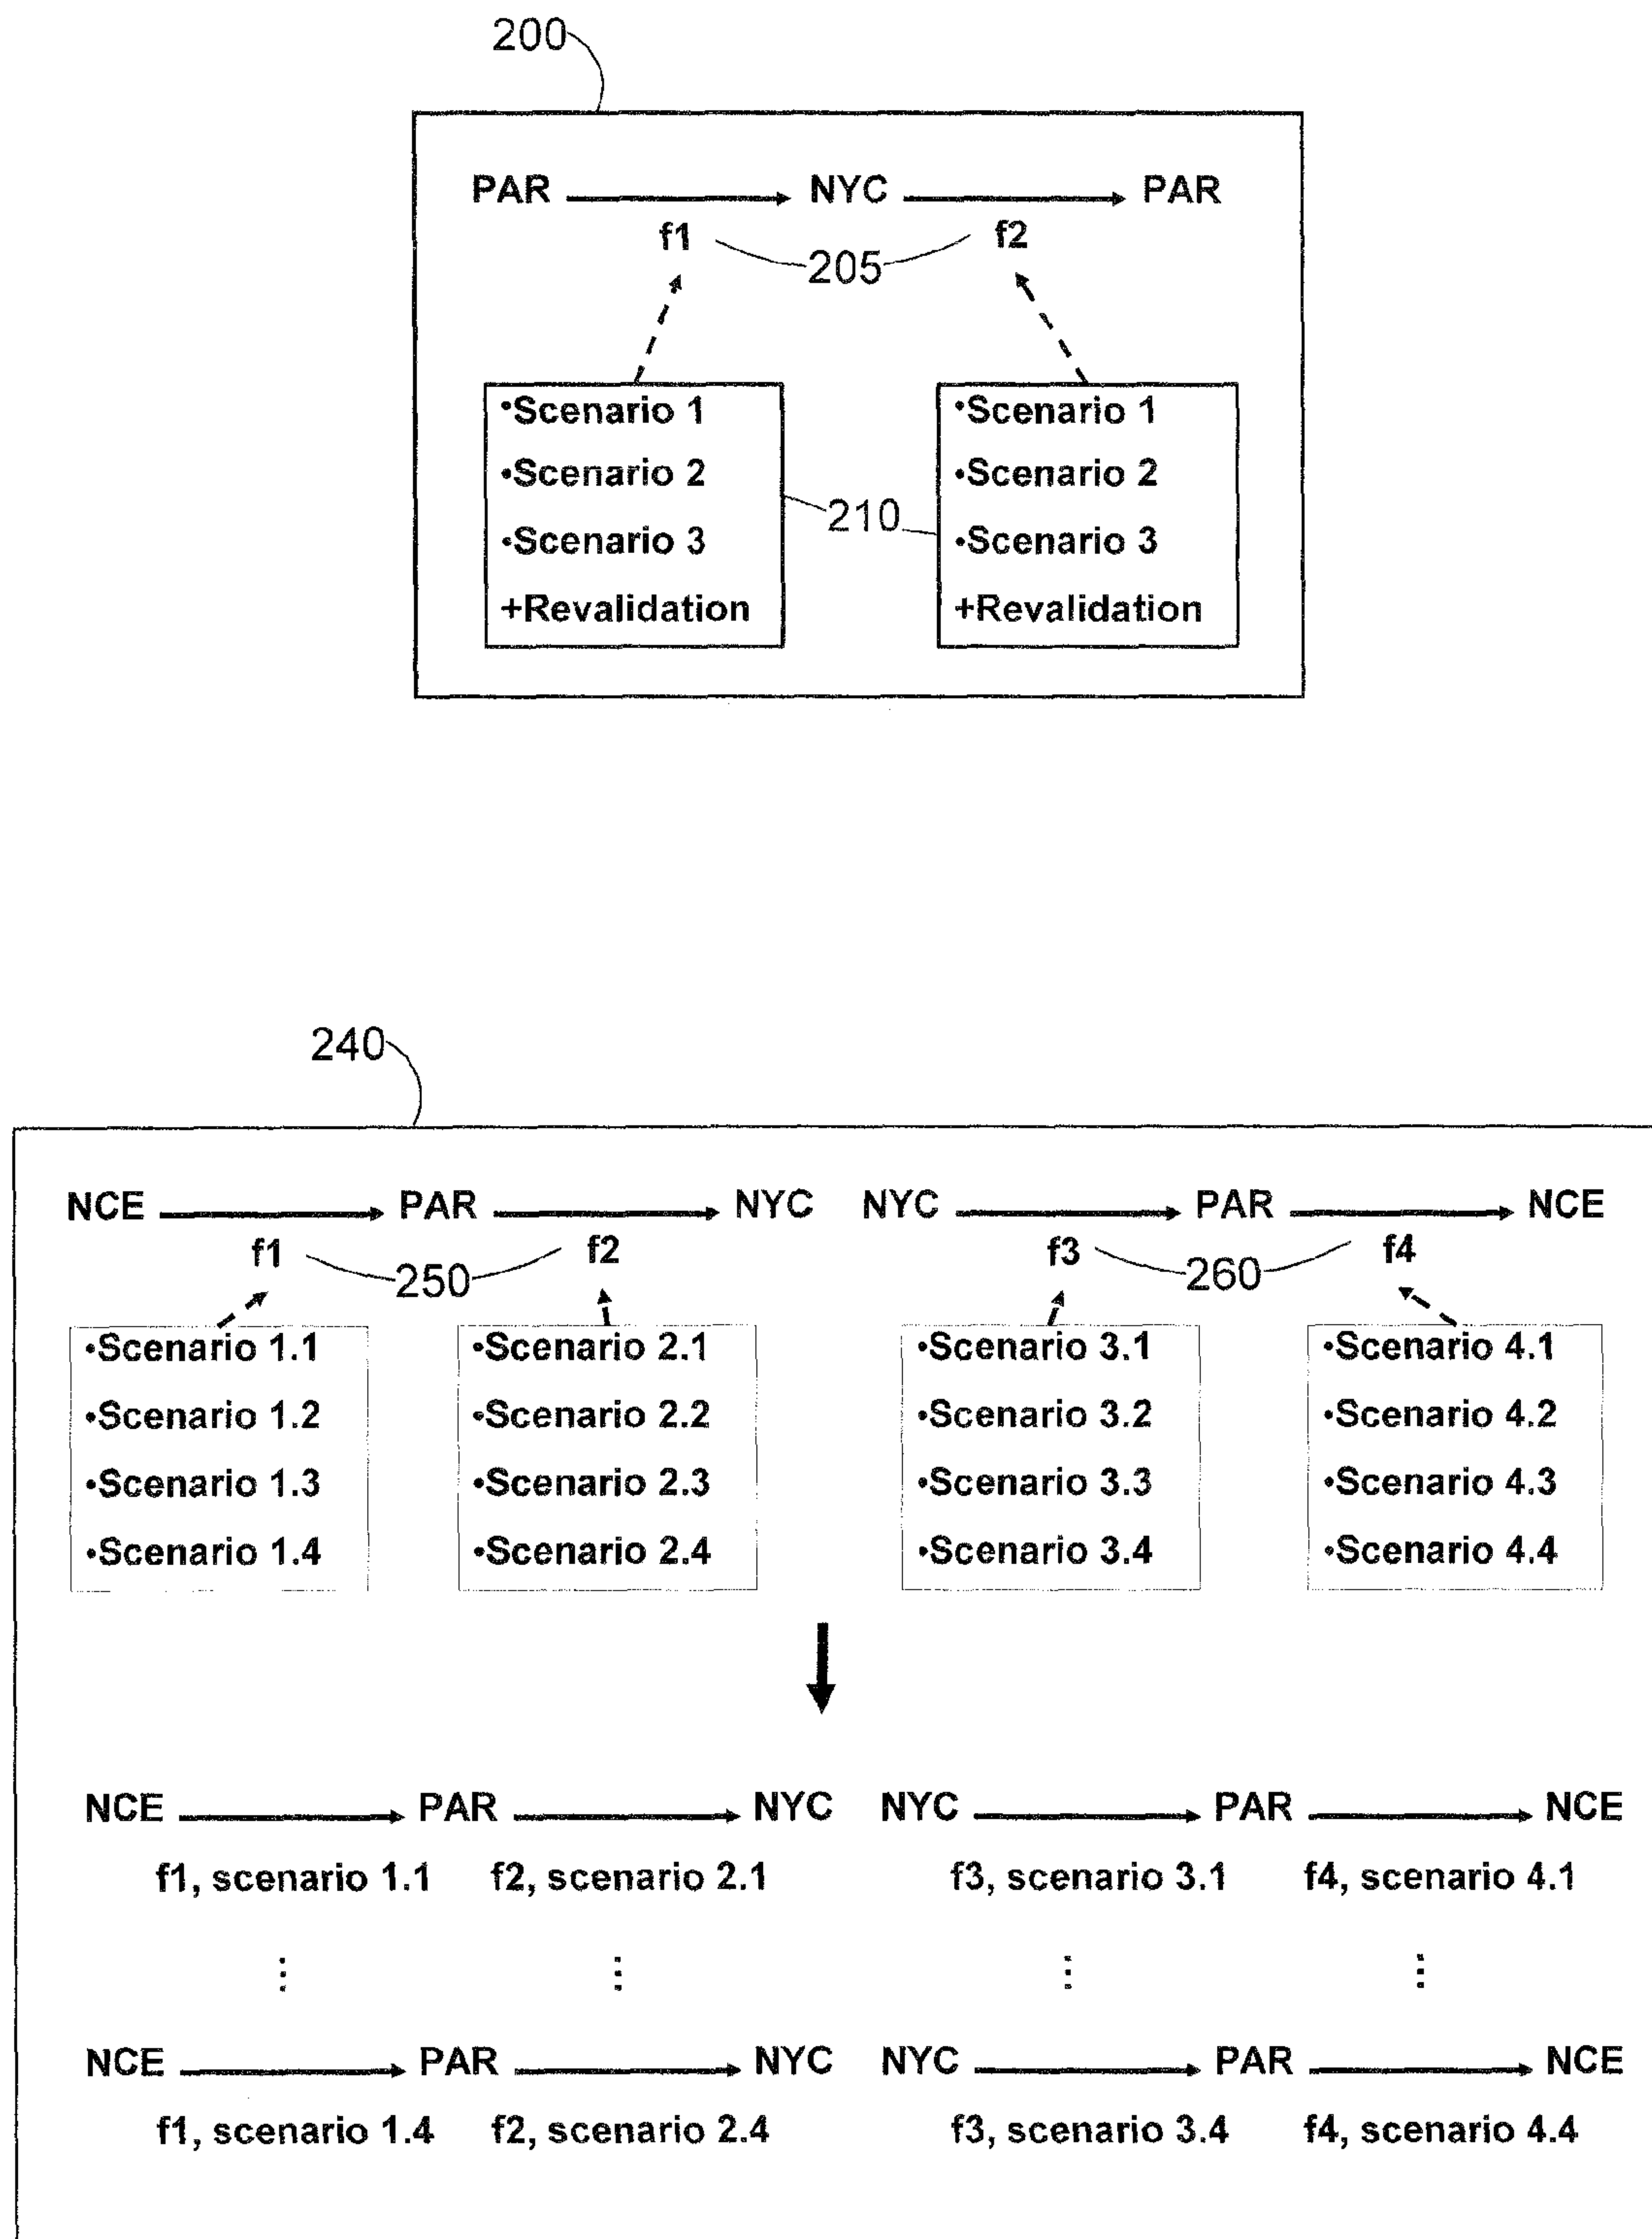 200
PAR NYC PAR
f1 f2
205
•Scenario 1
•Scenario 2
•Scenario 3
+Revalidation
•Scenario 1
•Scenario 2
•Scenario 3
+Revalidation
210
240
NCE PAR NYC NYC PAR NCE
f1 f2 f3 f4
250 260
•Scenario 1.1
•Scenario 1.2
•Scenario 1.3
•Scenario 1.4
•Scenario 2.1
•Scenario 2.2
•Scenario 2.3
•Scenario 2.4
•Scenario 3.1
•Scenario 3.2
•Scenario 3.3
•Scenario 3.4
•Scenario 4.1
•Scenario 4.2
•Scenario 4.3
•Scenario 4.4
NCE PAR NYC NYC PAR NCE
f1, scenario 1.1 f2, scenario 2.1 f3, scenario 3.1 f4, scenario 4.1
⋮ ⋮ ⋮ ⋮
NCE PAR NYC NYC PAR NCE
f1, scenario 1.4 f2, scenario 2.4 f3, scenario 3.4 f4, scenario 4.4